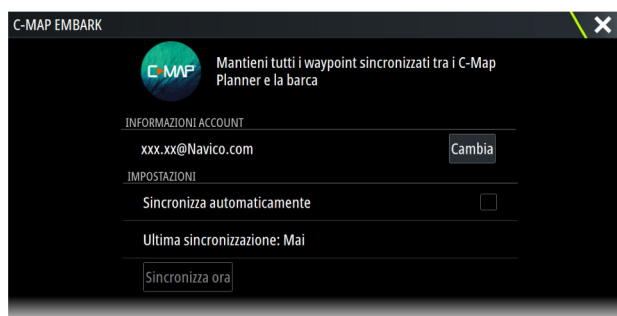 C-MAP EMBARK
C-MAP
Mantieni tutti i waypoint sincronizzati tra i C-Map
Planner e la barca
INFORMAZIONI ACCOUNT
xxx.xx@Navico.com
Cambia
IMPOSTAZIONI
Sincronizza automaticamente
Ultima sincronizzazione: Mai
Sincronizza ora